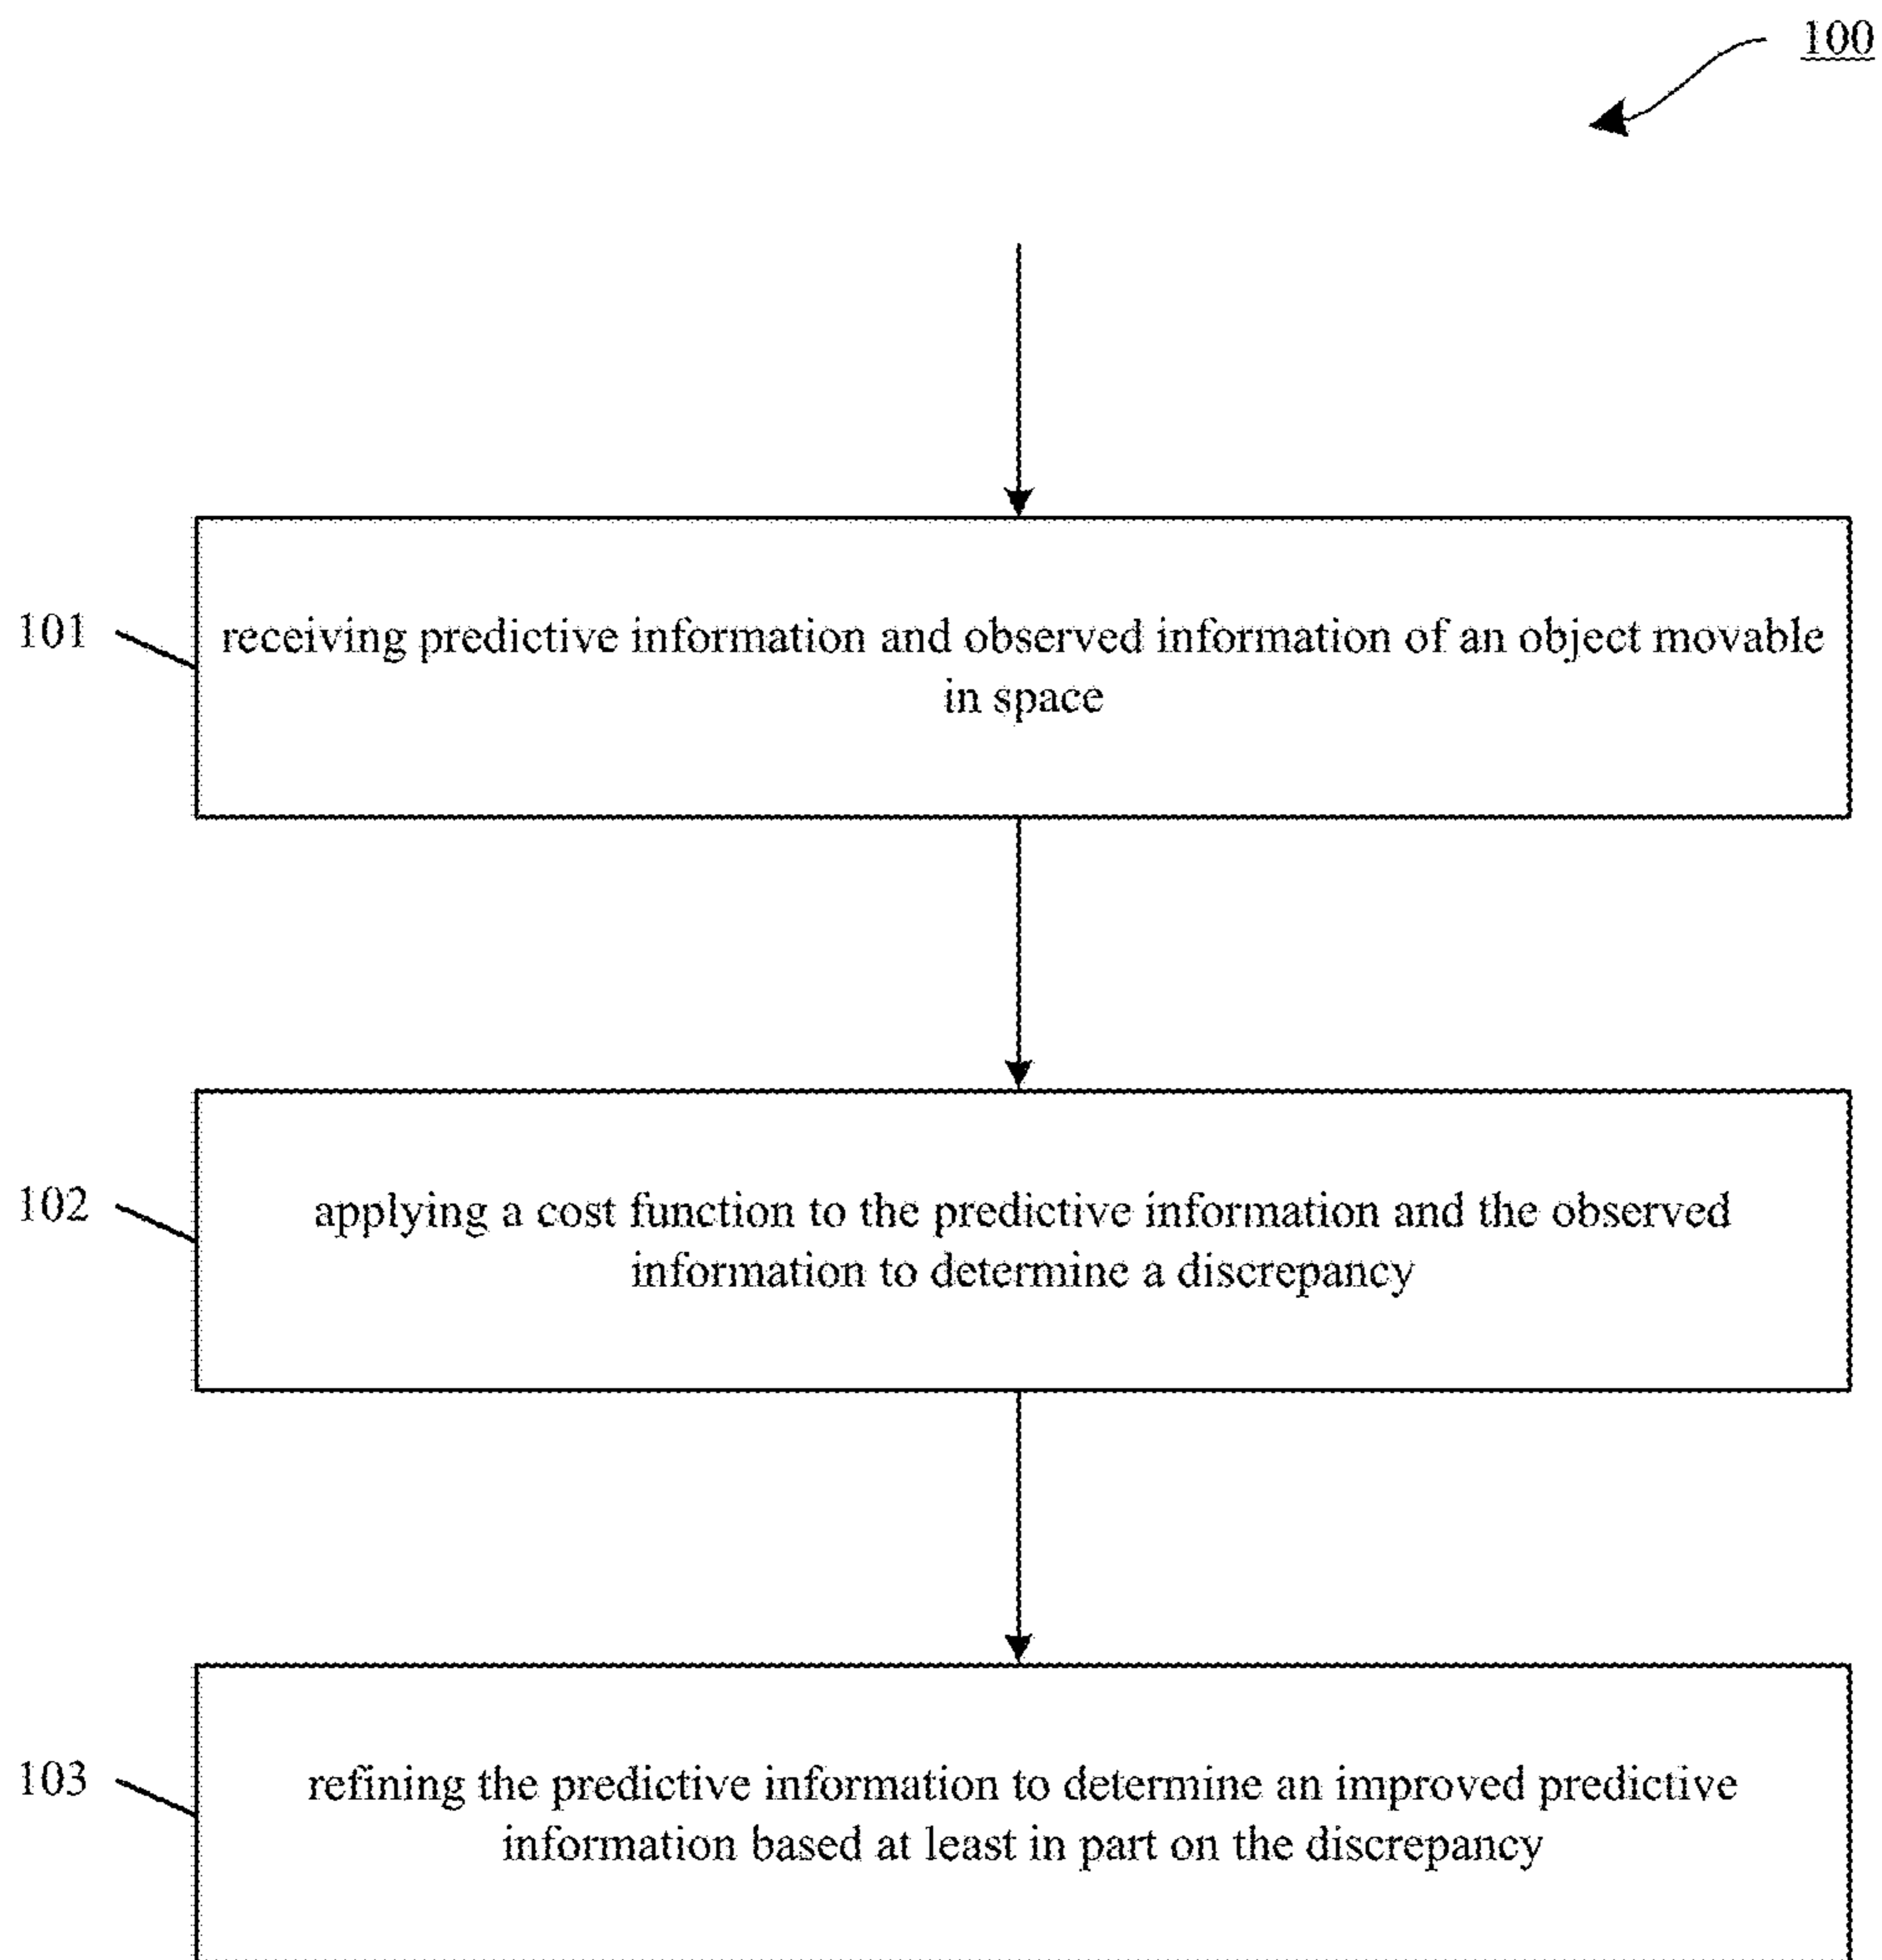 100
101
receiving predictive information and observed information of an object movable
in space
102
applying a cost function to the predictive information and the observed
information to determine a discrepancy
103
refining the predictive information to determine an improved predictive
information based at least in part on the discrepancy